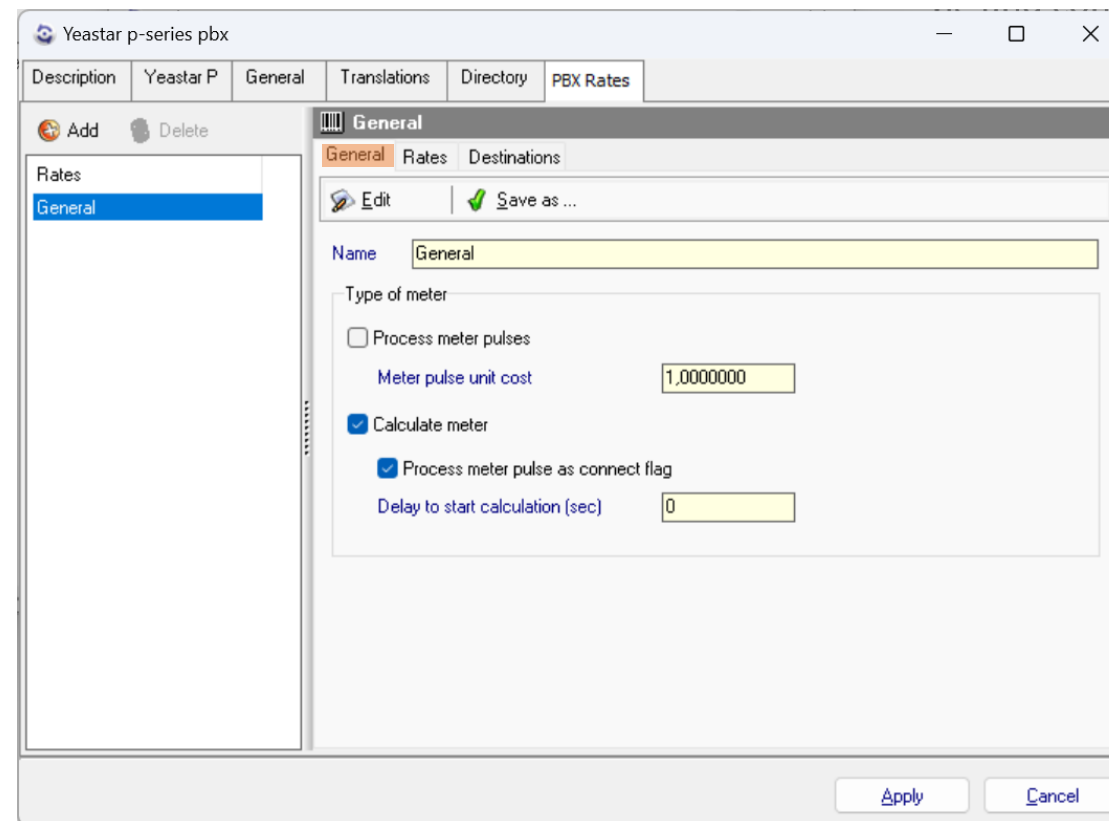 Yeastar p-series pbx
Description Yeastar P General Translations Directory PBX Rates
Add Delete
Rates
General
General
General Rates Destinations
Edit Save as ...
Name General
Type of meter
Process meter pulses
Meter pulse unit cost 1,0000000
Calculate meter
Process meter pulse as connect flag
Delay to start calculation (sec) 0
Apply Cancel